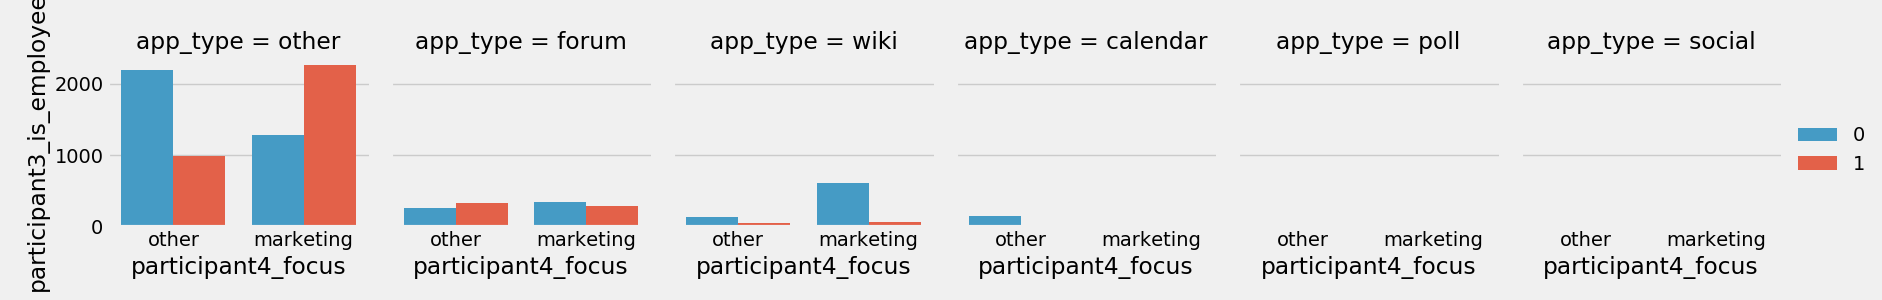 participant3_is_employee
app_type = other
app_type = forum
app_type = wiki
app_type = calendar
app_type = poll
app_type = social
2000
1000
0
other marketing
other marketing
other marketing
other marketing
other marketing
other marketing
participant4_focus
participant4_focus
participant4_focus
participant4_focus
participant4_focus
participant4_focus
0
1